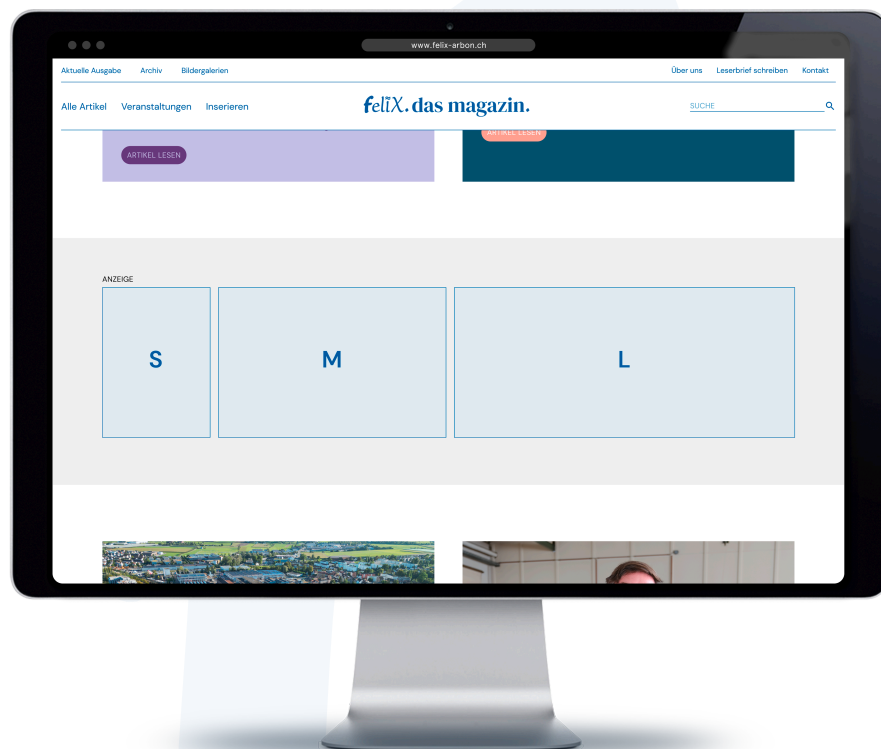 www.felix-arbon.ch
Aktuelle Ausgabe Archiv Bildergalerien Über uns Leserbrief schreiben Kontakt
Alle Artikel Veranstaltungen Inserieren felix. das magazin. SUCHE
ARTIKEL LESEN ARTIKEL LESEN
ANZEIGE
S M L